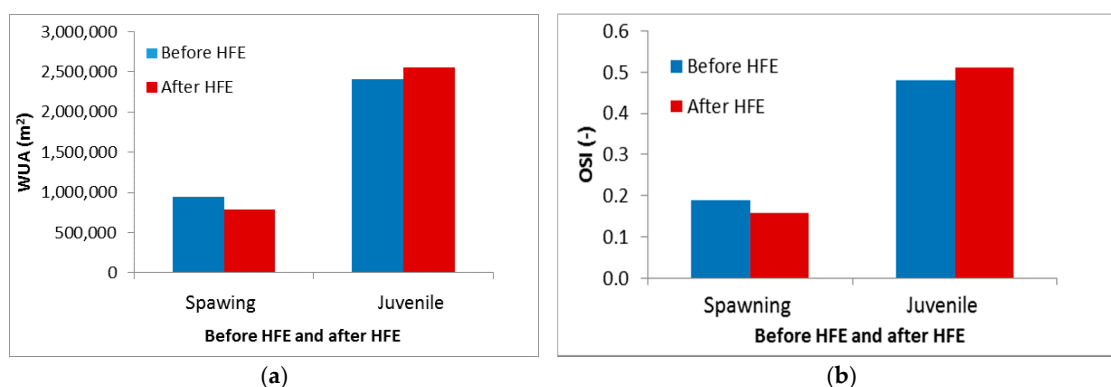 3,000,000
2,500,000
2,000,000
1,500,000
1,000,000
500,000
0
WUA (m²)
Before HFE
After HFE
Spawing Juvenile
Before HFE and after HFE
(a)
0.6
0.5
0.4
0.3
0.2
0.1
0.0
OSI (-)
Before HFE
After HFE
Spawning Juvenile
Before HFE and after HFE
(b)